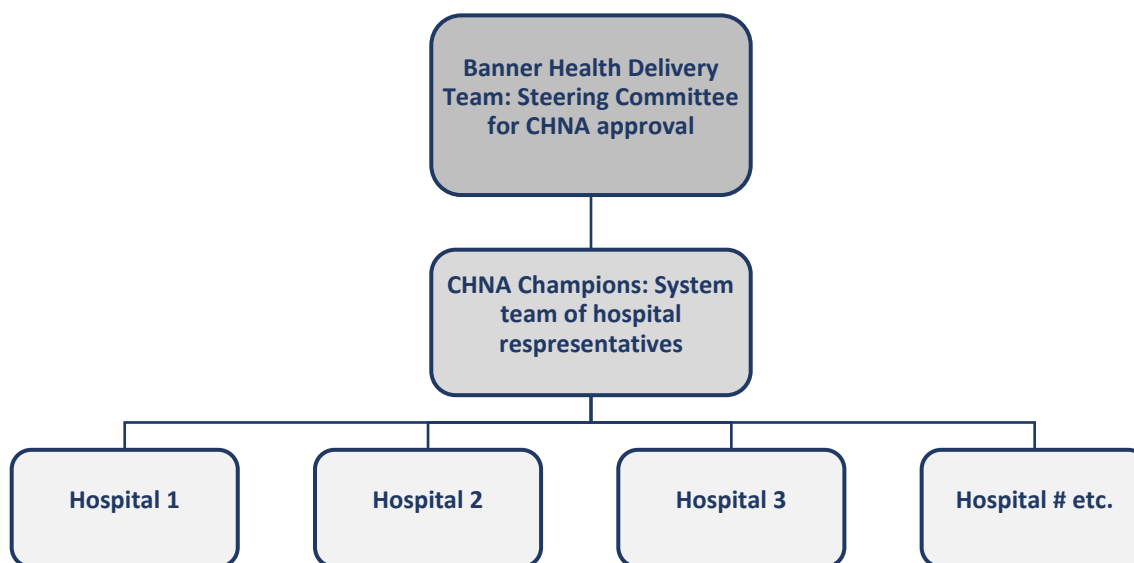 Banner Health Delivery
Team: Steering Committee
for CHNA approval
CHNA Champions: System
team of hospital
respresentatives
Hospital 1
Hospital 2
Hospital 3
Hospital # etc.